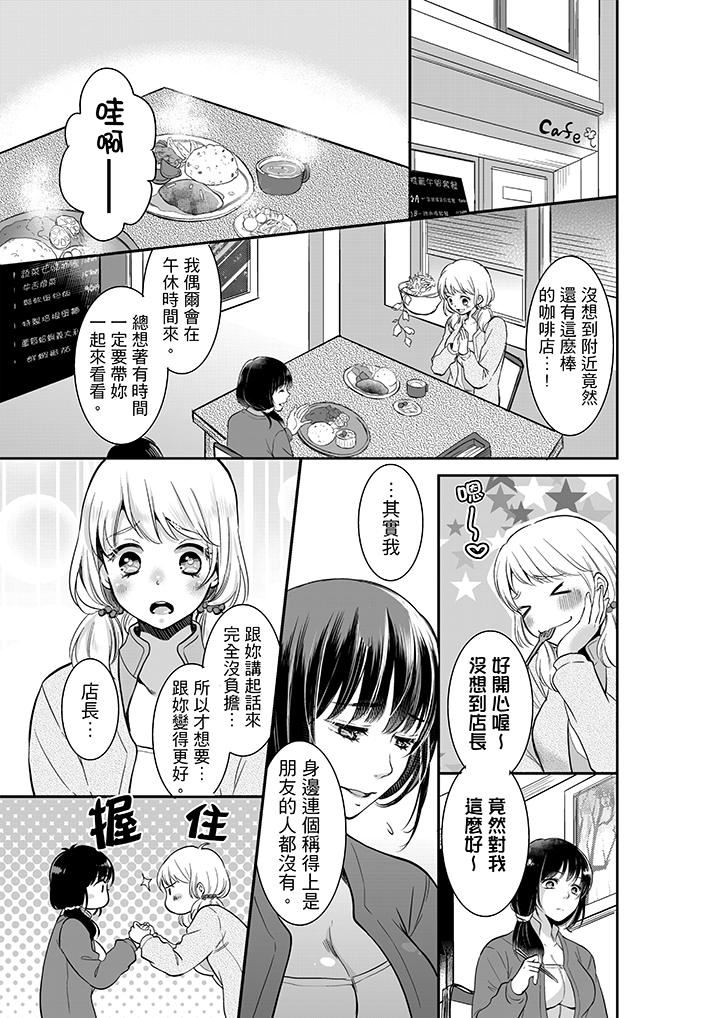 Cafe
哇啊——
沒想到附近竟然
還有這麼棒
的咖啡店…!
我偶爾會在
午休時間來。
總想著有時間
一定要帶妳
一起來看看。
嗯~
好開心喔~
沒想到店長
竟然對我
這麼好~
…其實我
身邊連個稱得上是
朋友的人都沒有。
跟妳講起話來
完全沒負擔…
所以才想要…
跟妳變得更好。
店長…
握住